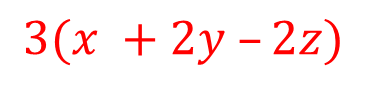 3(x + 2y – 2z)